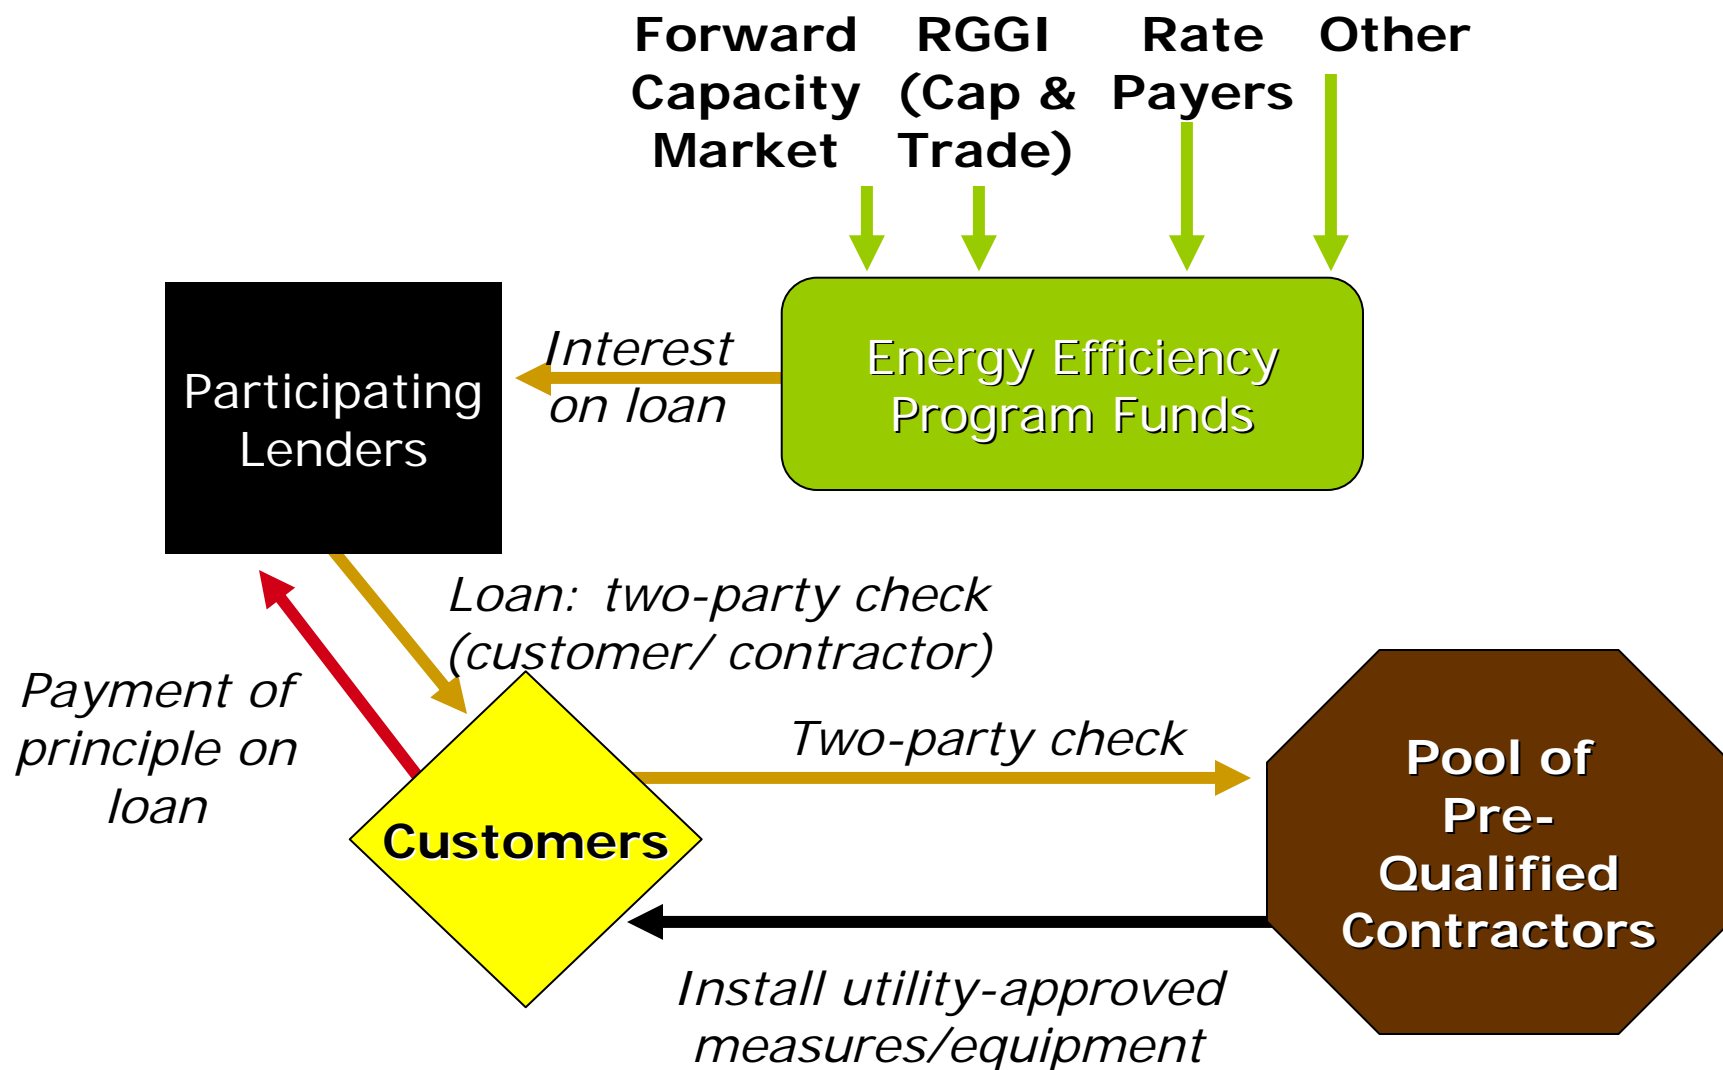 Forward
Capacity
Market
RGGI
(Cap &
Trade)
Rate
Payers
Other
Interest
on loan
Energy Efficiency
Program Funds
Participating
Lenders
Loan: two-party check
(customer/ contractor)
Payment of
principle on
loan
Two-party check
Customers
Pool of
Pre-
Qualified
Contractors
Install utility-approved
measures/equipment